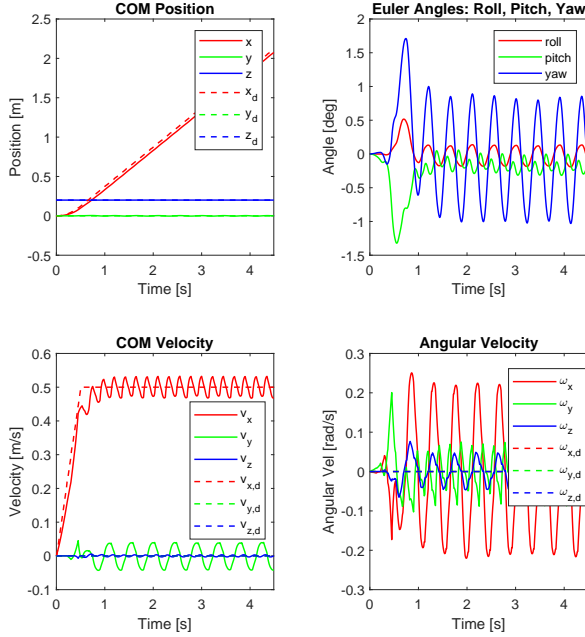 COM Position
Position [m]
2.5
2
1.5
1
0.5
0
-0.5
x
y
z
x_d
y_d
z_d
0 1 2 3 4
Time [s]
Euler Angles: Roll, Pitch, Yaw
Angle [deg]
2
1.5
1
0.5
0
-0.5
-1
-1.5
roll
pitch
yaw
0 1 2 3 4
Time [s]
COM Velocity
Velocity [m/s]
0.6
0.5
0.4
0.3
0.2
0.1
0
-0.1
v_x
v_y
v_z
v_x,d
v_y,d
v_z,d
0 1 2 3 4
Time [s]
Angular Velocity
Angular Vel [rad/s]
0.3
0.2
0.1
0
-0.1
-0.2
-0.3
ω_x
ω_y
ω_z
ω_x,d
ω_y,d
ω_z,d
0 1 2 3 4
Time [s]